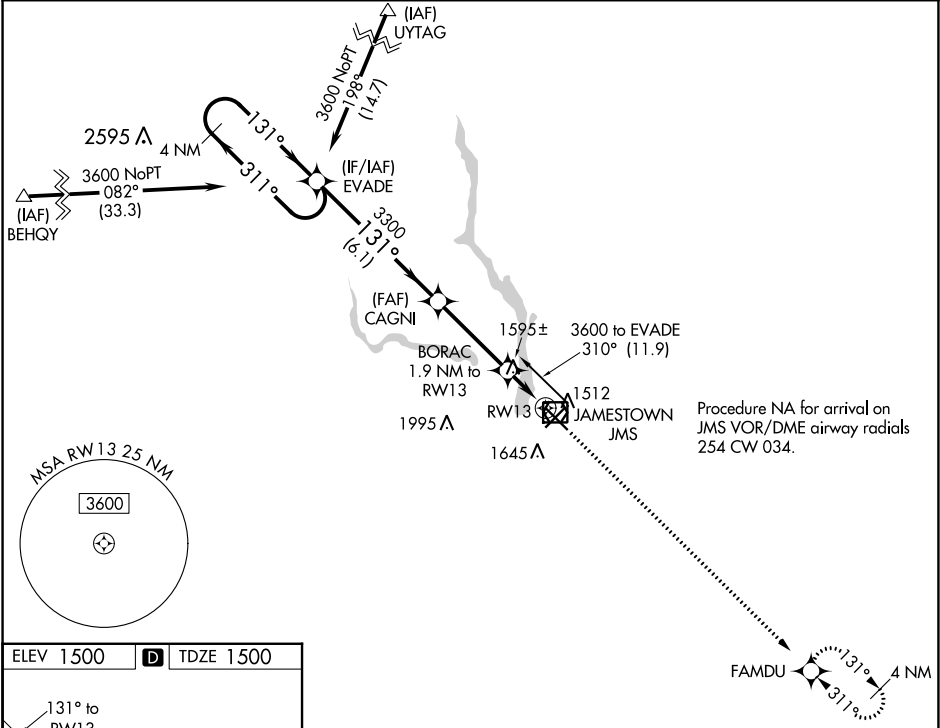 (IAF)
UYTAG
3600 NoPT
198°
(14.7)
2595
4 NM
131°
311°
3600 NoPT
082°
(33.3)
(IAF)
BEHQY
(IF/IAF)
EVADE
3300
131°
(6.1)
(FAF)
CAGNI
1595±
3600 to EVADE
310° (11.9)
BORAC
1.9 NM to
RW13
RW13
1512
JAMESTOWN
JMS
1995
1645
Procedure NA for arrival on
JMS VOR/DME airway radials
254 CW 034.
MSA RW13 25 NM
3600
FAMDU
131°
311°
4 NM
ELEV 1500 D TDZE 1500
131° to
RW13